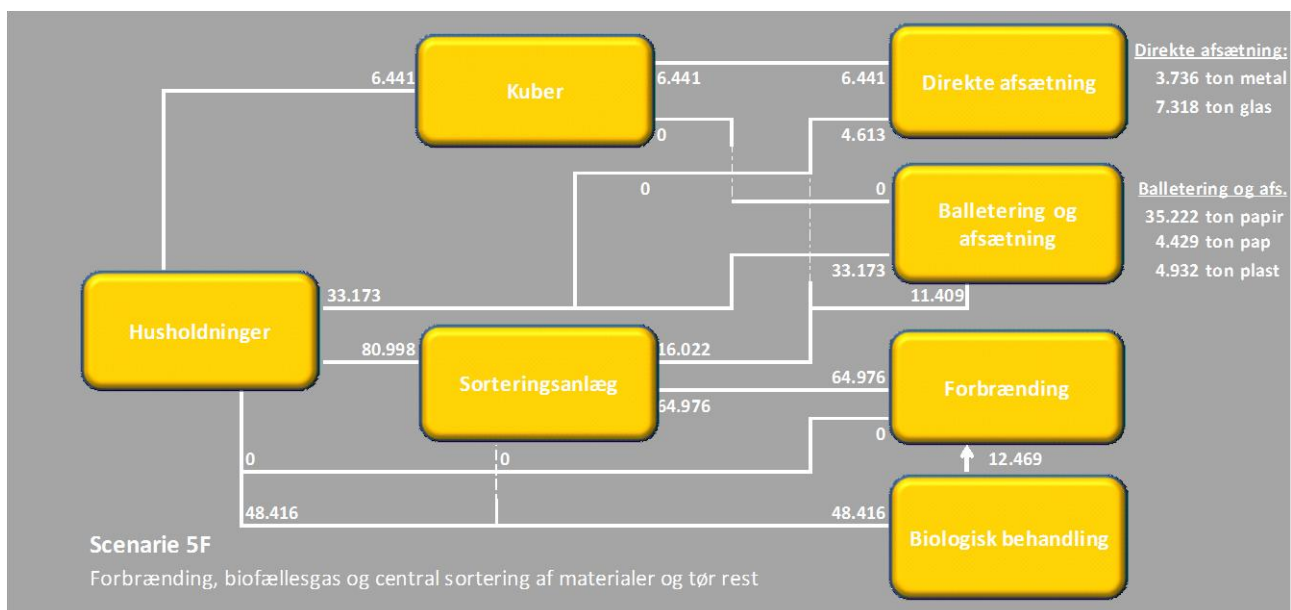 Direkte afsætning:
3.736 ton metal
7.318 ton glas
6.441
Kuber
6.441
6.441
Direkte afsætning
0
4.613
0
0
Balletering og
afsætning
Balletering og afs.
35.222 ton papir
4.429 ton pap
4.932 ton plast
33.173
33.173
11.409
Husholdninger
80.998
Sorteringsanlæg
16.022
64.976
64.976
Forbrænding
0
0
0
12.469
48.416
48.416
Biologisk behandling
Scenarie 5F
Forbrænding, biofællesgas og central sortering af materialer og tør rest